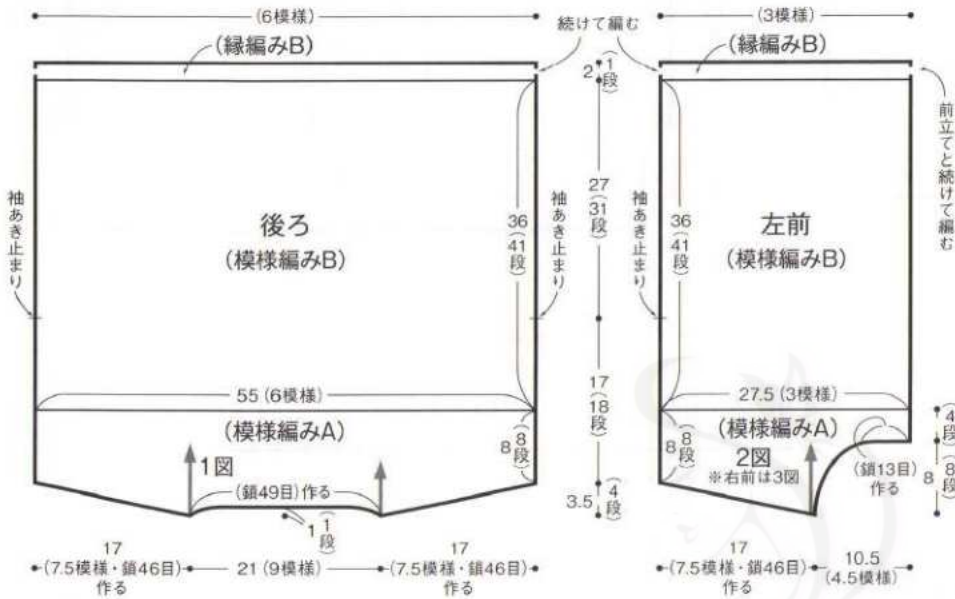 (6模様)
(縁編みB)
続けて編む
2(1段)
(3模様)
(縁編みB)
前立てと続けて編む
袖あき止まり
後ろ
(模様編みB)
36(41段)
袖あき止まり
27(31段)
袖あき止まり
36(41段)
左前
(模様編みB)
55(6模様)
(模様編みA)
8(8段)
1図
(鎖49目)作る
1(1段)
17(18段)
3.5(4段)
27.5(3模様)
(模様編みA)
8(8段)
2図
※右前は3図
(鎖13目)
作る
(4段)
8(8段)
17
(7.5模様・鎖46目)
作る
21(9模様)
17
(7.5模様・鎖46目)
作る
17
(7.5模様・鎖46目)
作る
10.5
(4.5模様)